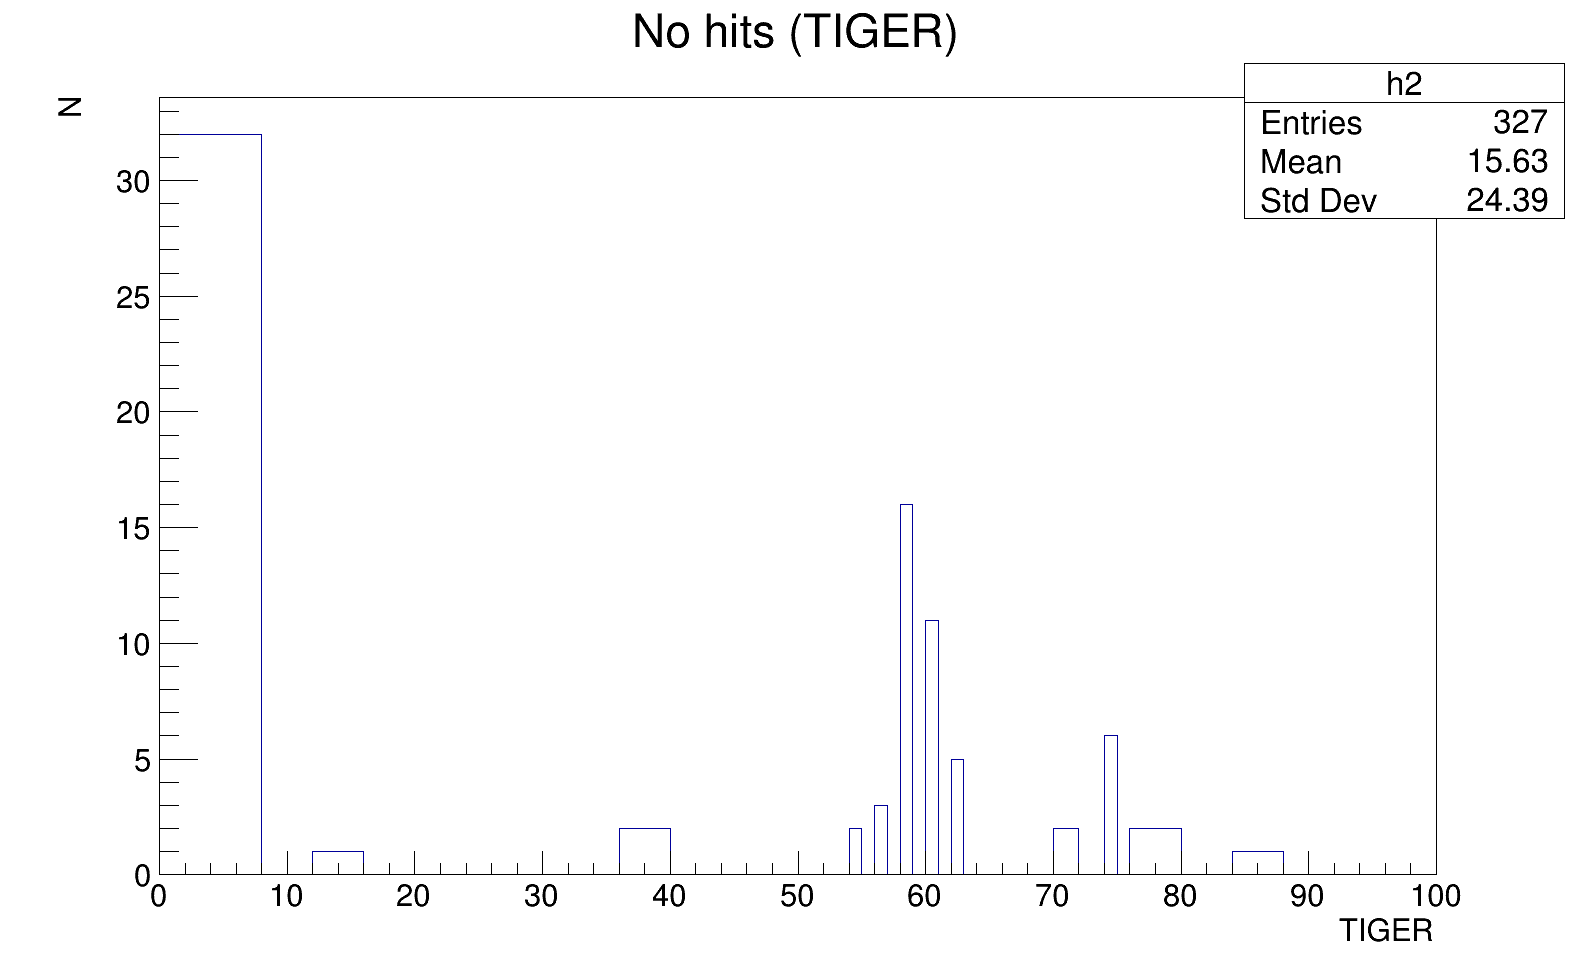 No hits (TIGER)
h2
Entries 327
Mean 15.63
Std Dev 24.39
N
30
25
20
15
10
5
0
0 10 20 30 40 50 60 70 80 90 100
TIGER